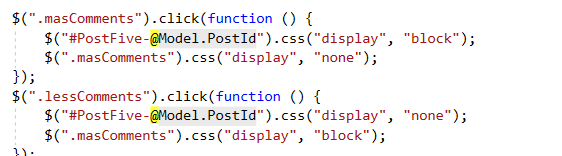 $(".masComments").click(function () {
    $("#PostFive-@Model.PostId").css("display", "block");
    $(".masComments").css("display", "none");
});
$(".lessComments").click(function () {
    $("#PostFive-@Model.PostId").css("display", "none");
    $(".masComments").css("display", "block");
});